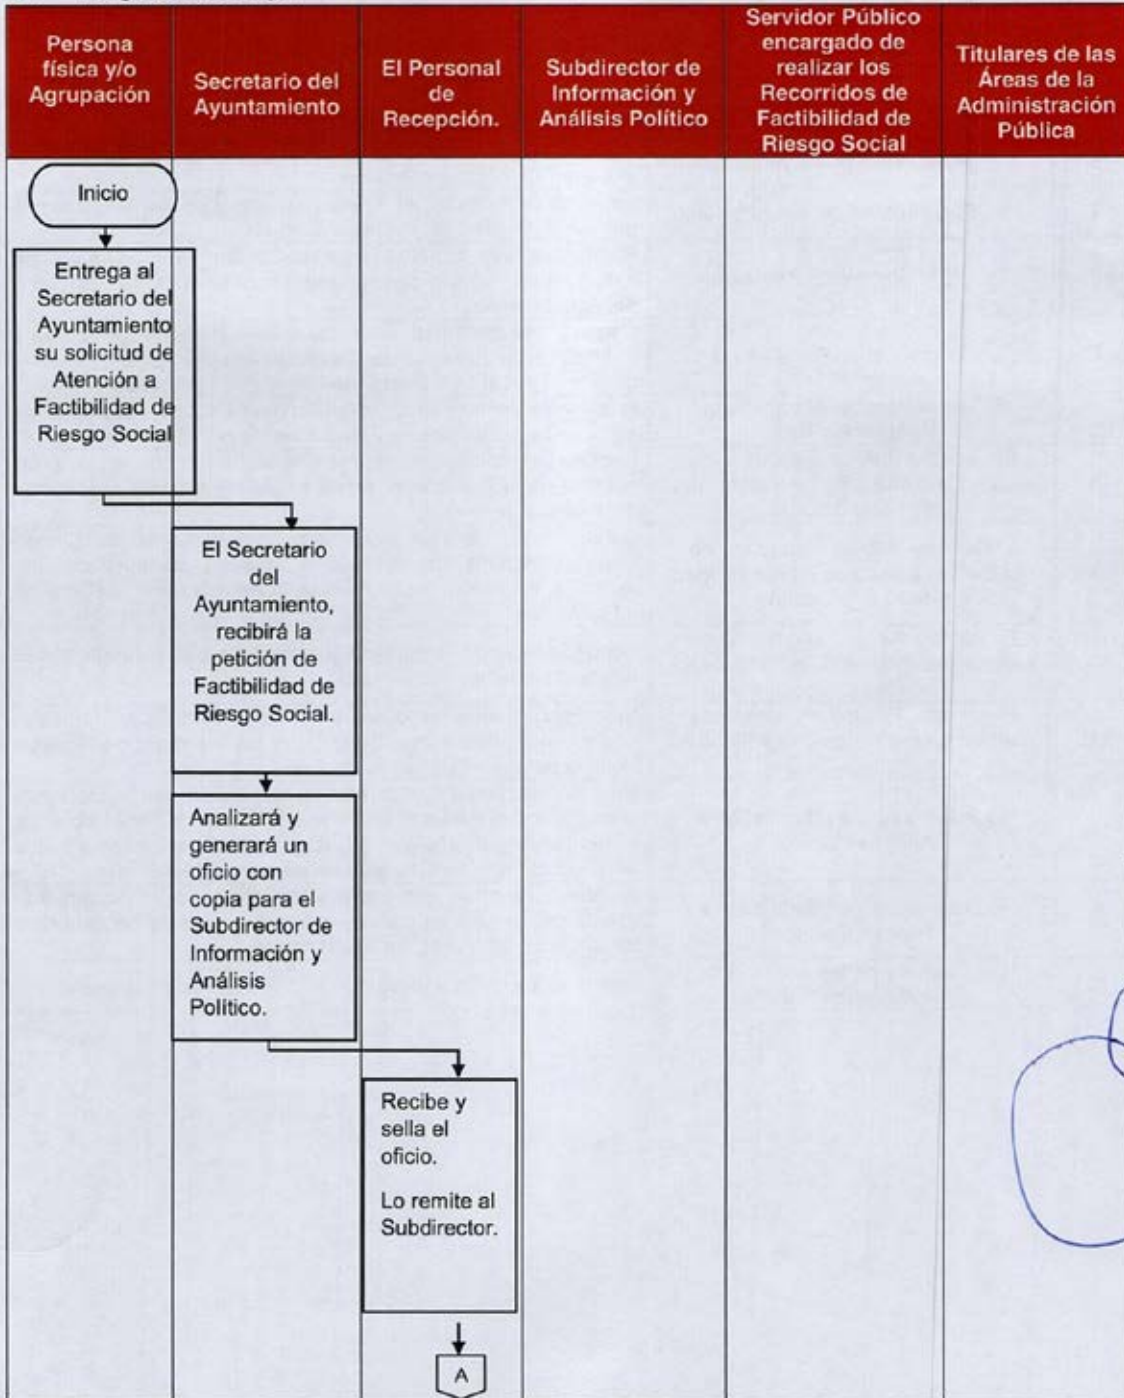 Persona
física y/o
Agrupación
Secretario del
Ayuntamiento
El Personal
de
Recepción.
Subdirector de
Información y
Análisis Político
Servidor Público
encargado de
realizar los
Recorridos de
Factibilidad de
Riesgo Social
Titulares de las
Áreas de la
Administración
Pública
Inicio
Entrega al
Secretario del
Ayuntamiento
su solicitud de
Atención a
Factibilidad de
Riesgo Social
El Secretario
del
Ayuntamiento,
recibirá la
petición de
Factibilidad de
Riesgo Social.
Analizará y
generará un
oficio con
copia para el
Subdirector de
Información y
Análisis
Político.
Recibe y
sella el
oficio.
Lo remite al
Subdirector.
A